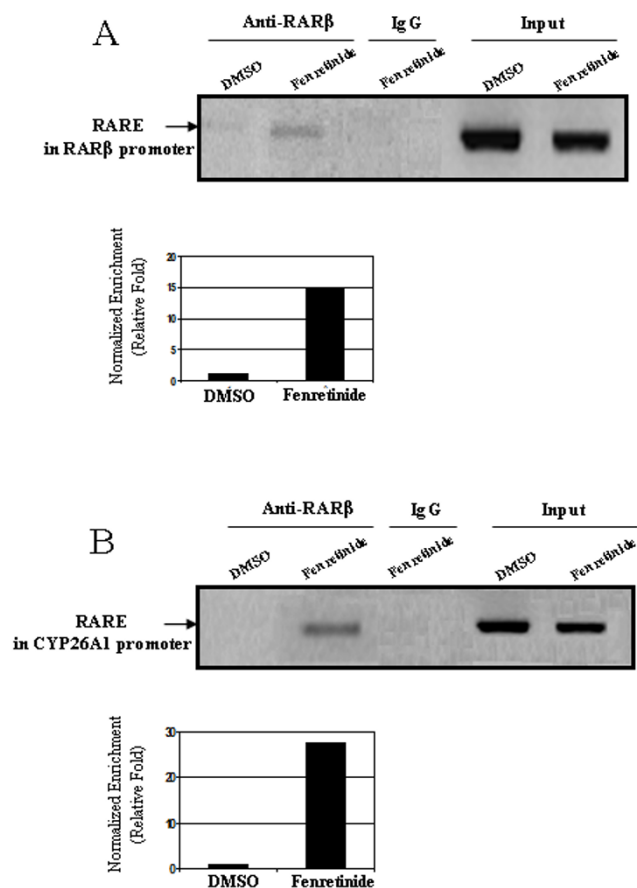 A
Anti-RARβ IgG Input
DMSO Fenretinide Fenretinide DMSO Fenretinide
RARE
in RARβ promoter
Normalized Enrichment
(Relative Fold)
20
15
10
5
0
DMSO Fenretinide
B
Anti-RARβ IgG Input
DMSO Fenretinide Fenretinide DMSO Fenretinide
RARE
in CYP26A1 promoter
Normalized Enrichment
(Relative Fold)
30
20
10
0
DMSO Fenretinide